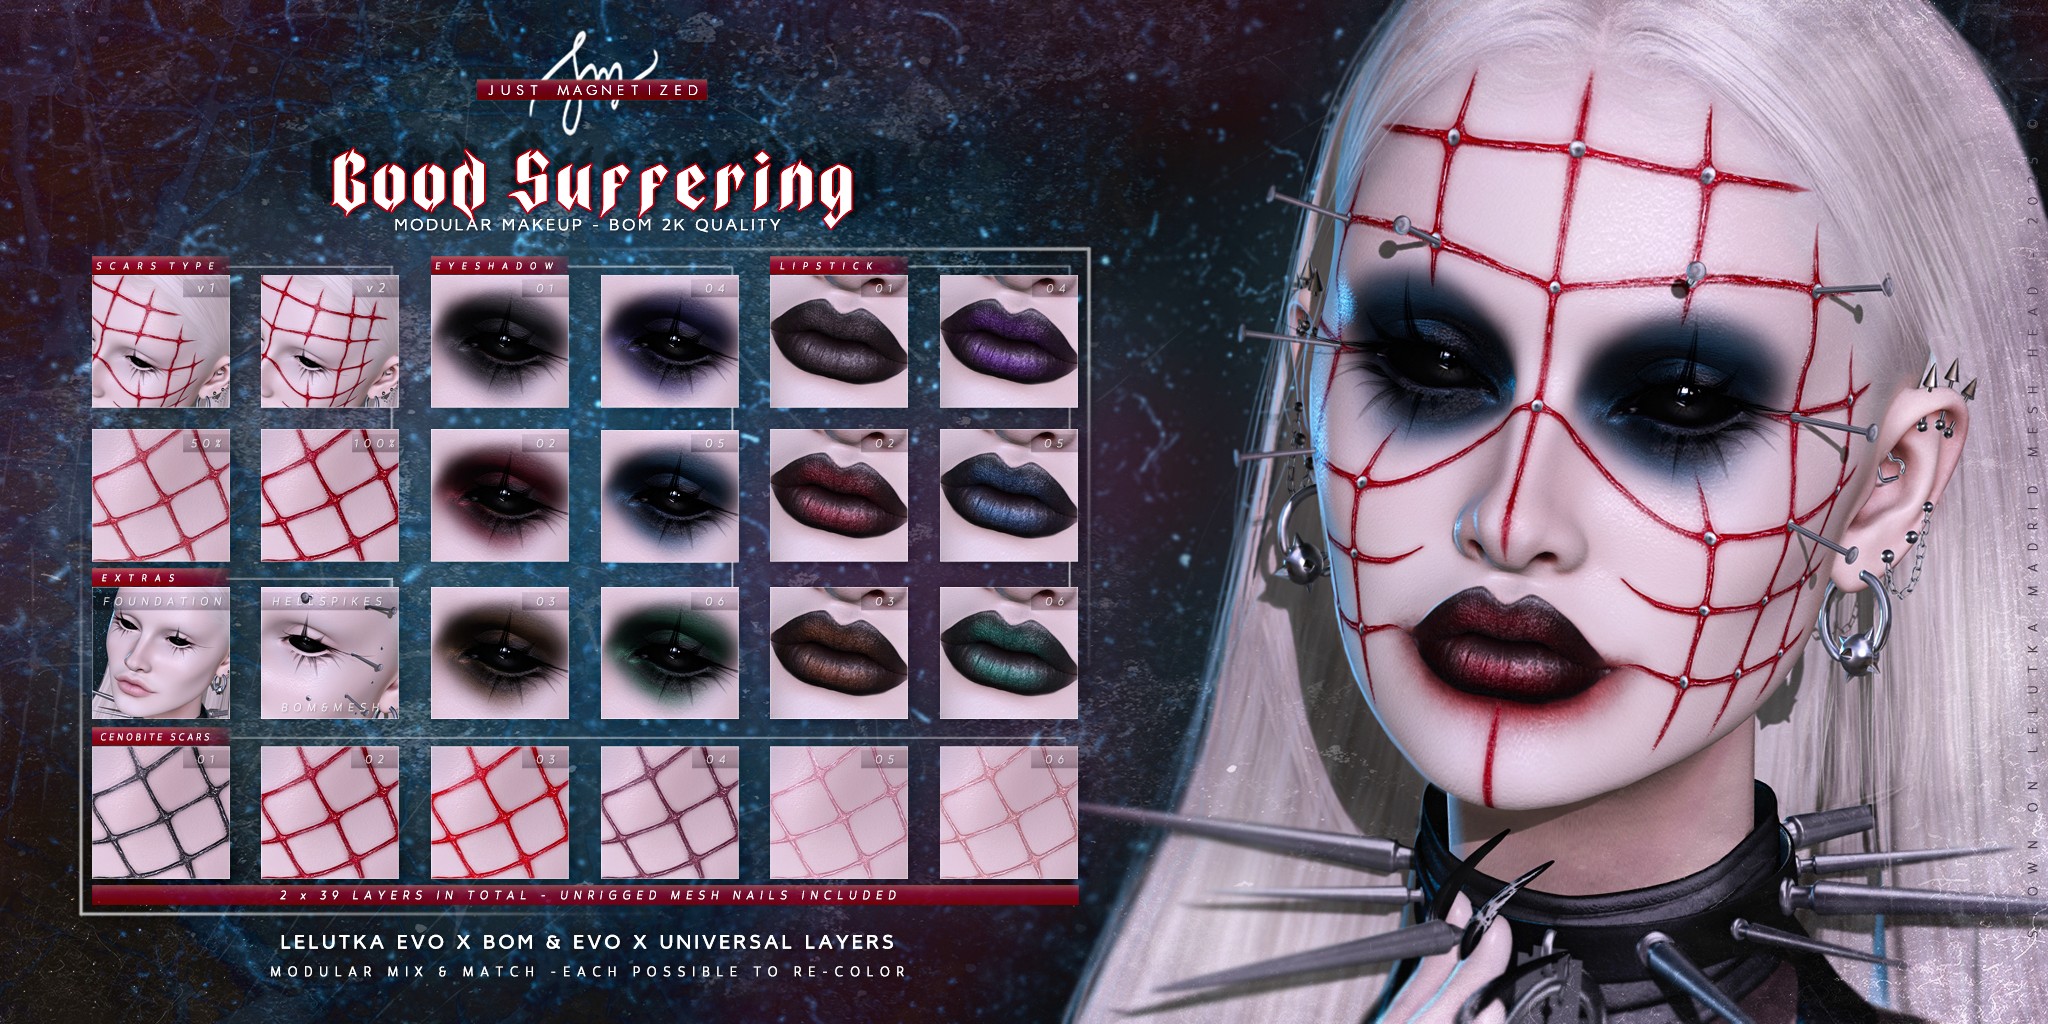 Jm
JUST MAGNETIZED
Good Suffering
MODULAR MAKEUP - BOM 2K QUALITY
SCARS TYPE
v1
v2
50%
100%
EYESHADOW
01
04
02
05
03
06
LIPSTICK
01
04
02
05
03
06
EXTRAS
FOUNDATION
HELLSPIKES
BOM&MESH
CENOBITE SCARS
01
02
03
04
05
06
2 x 39 LAYERS IN TOTAL - UNRIGGED MESH NAILS INCLUDED
LELUTKA EVO X BOM & EVO X UNIVERSAL LAYERS
MODULAR MIX & MATCH -EACH POSSIBLE TO RE-COLOR
SHOWN ON LELUTKA MADRID MESH HEAD - 2025 ©